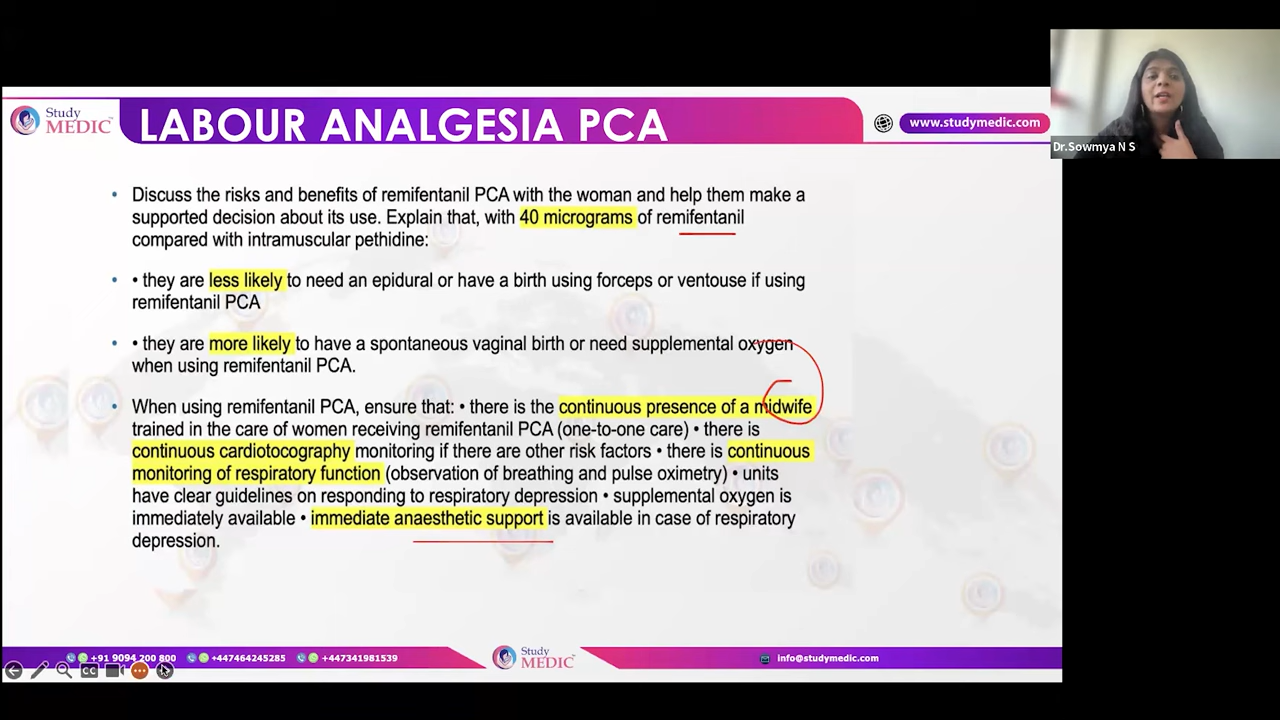 Study
MEDIC
LABOUR ANALGESIA PCA
www.studymedic.com
Dr.Sowmya N S
• Discuss the risks and benefits of remifentanil PCA with the woman and help them make a
supported decision about its use. Explain that, with 40 micrograms of remifentanil
compared with intramuscular pethidine:
• • they are less likely to need an epidural or have a birth using forceps or ventouse if using
remifentanil PCA
• • they are more likely to have a spontaneous vaginal birth or need supplemental oxygen
when using remifentanil PCA.
• When using remifentanil PCA, ensure that: • there is the continuous presence of a midwife
trained in the care of women receiving remifentanil PCA (one-to-one care) • there is
continuous cardiotocography monitoring if there are other risk factors • there is continuous
monitoring of respiratory function (observation of breathing and pulse oximetry) • units
have clear guidelines on responding to respiratory depression • supplemental oxygen is
immediately available • immediate anaesthetic support is available in case of respiratory
depression.
+91 9094 200 800
+447464245285
+447341981539
Study
MEDIC
info@studymedic.com
CC